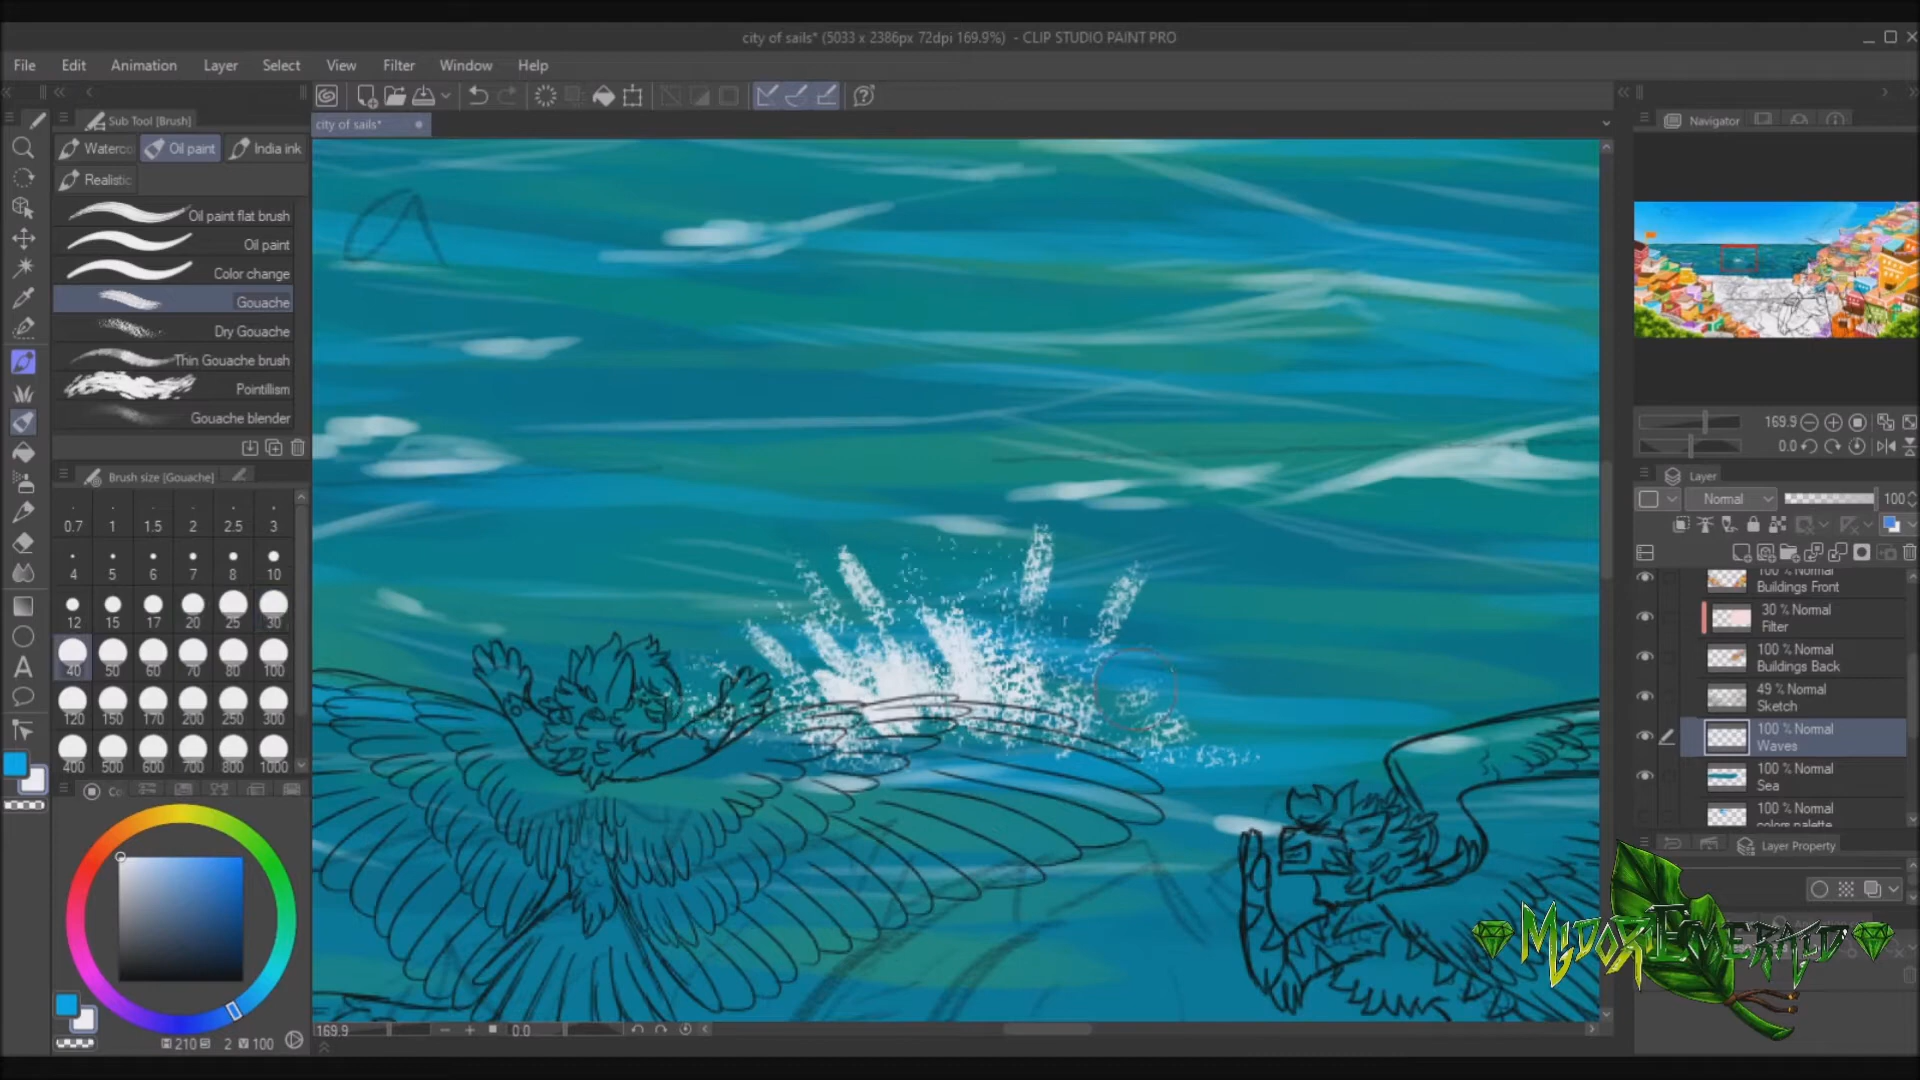 city of sails* (5033 x 2386px 72dpi 169.9%) - CLIP STUDIO PAINT PRO
File Edit Animation Layer Select View Filter Window Help
Sub Tool [Brush]
city of sails*
Navigator
Waterco Oil paint India ink
Realistic
Oil paint flat brush
Oil paint
Color change
Gouache
Dry Gouache
Thin Gouache brush
Pointillism
Gouache blender
169.9
0.0
Brush size [Gouache]
0.7 1 1.5 2 2.5 3
4 5 6 7 8 10
12 15 17 20 25 30
40 50 60 70 80 100
120 150 170 200 250 300
400 500 600 700 800 1000
Layer
Normal 100
100 % Normal
Buildings Front
30 % Normal
Filter
100 % Normal
Buildings Back
49 % Normal
Sketch
100 % Normal
Waves
100 % Normal
Sea
100 % Normal
colors palette
Layer Property
Co
MidoriEmerald
169.9 0.0
H 210 S 2 V 100